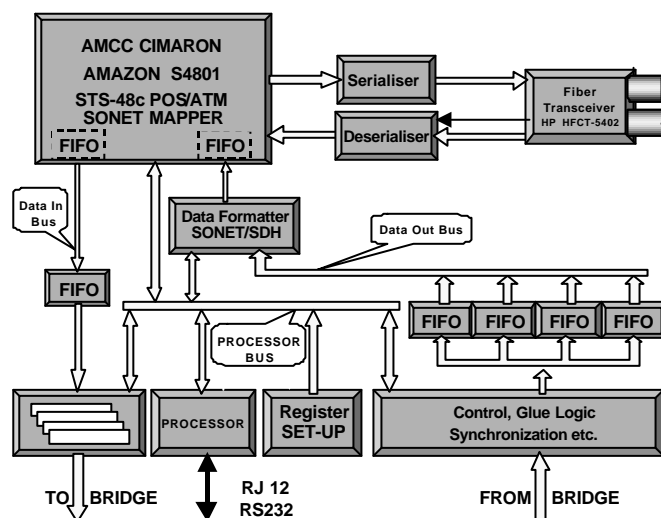 AMCC CIMARON
AMAZON S4801
STS-48c POS/ATM
SONET MAPPER
FIFO
FIFO
Serialiser
Deserialiser
Fiber
Transceiver
HP HFCT-5402
Data In
Bus
Data Formatter
SONET/SDH
Data Out Bus
FIFO
FIFO
FIFO
FIFO
FIFO
PROCESSOR
BUS
PROCESSOR
Register
SET-UP
Control, Glue Logic
Synchronization etc.
TO BRIDGE
RJ 12
RS232
FROM BRIDGE